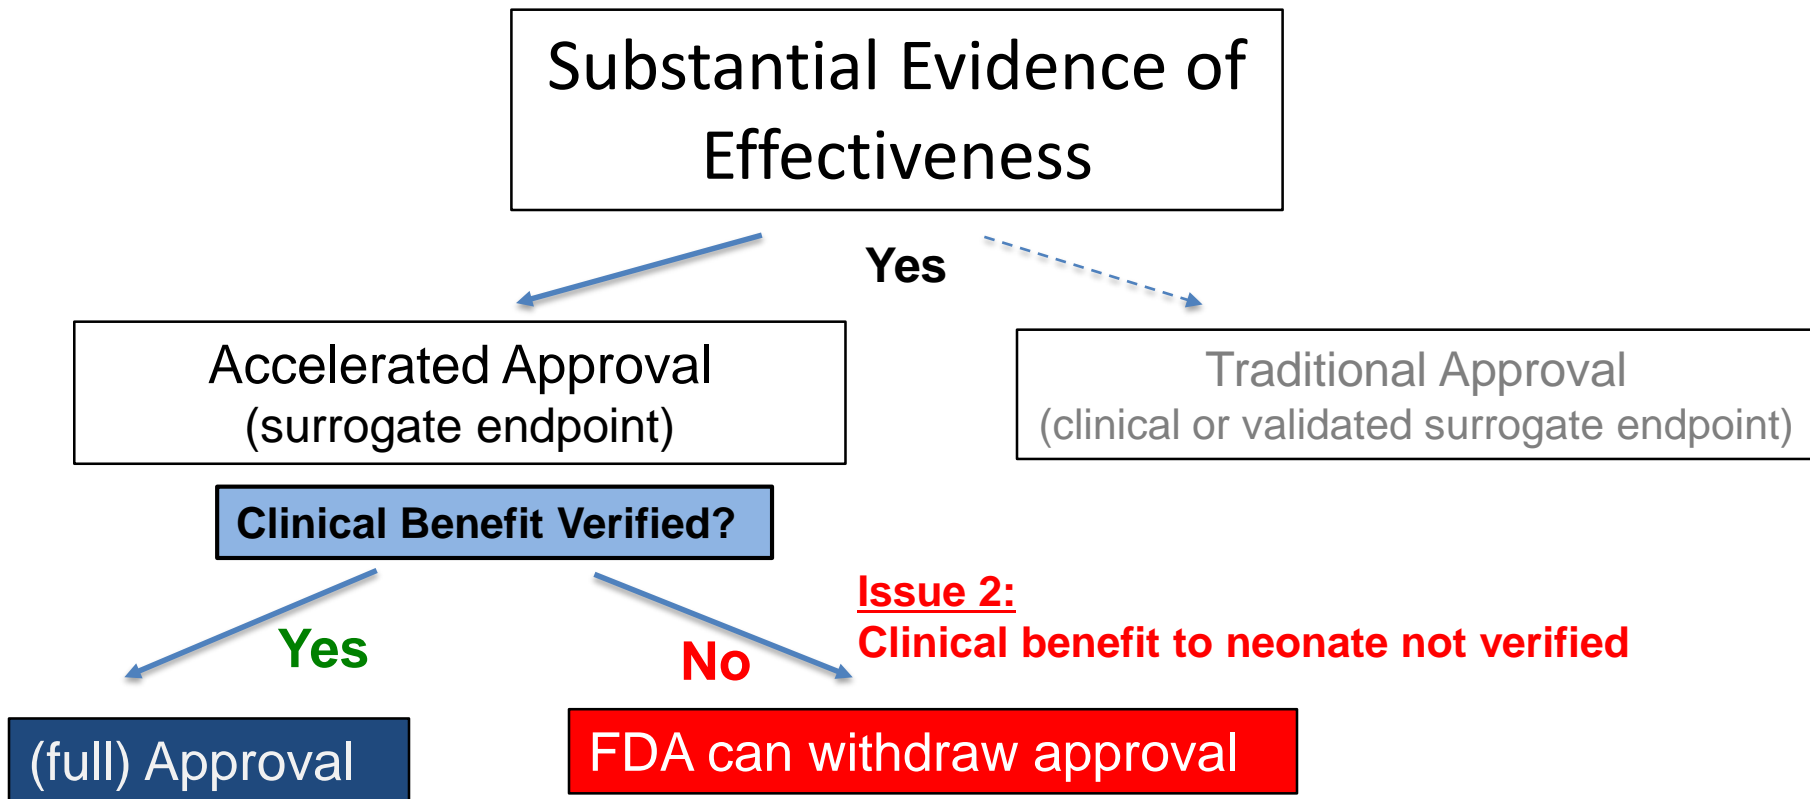 Substantial Evidence of
Effectiveness
Yes
Accelerated Approval
(surrogate endpoint)
Traditional Approval
(clinical or validated surrogate endpoint)
Clinical Benefit Verified?
Issue 2:
Clinical benefit to neonate not verified
Yes
No
(full) Approval
FDA can withdraw approval